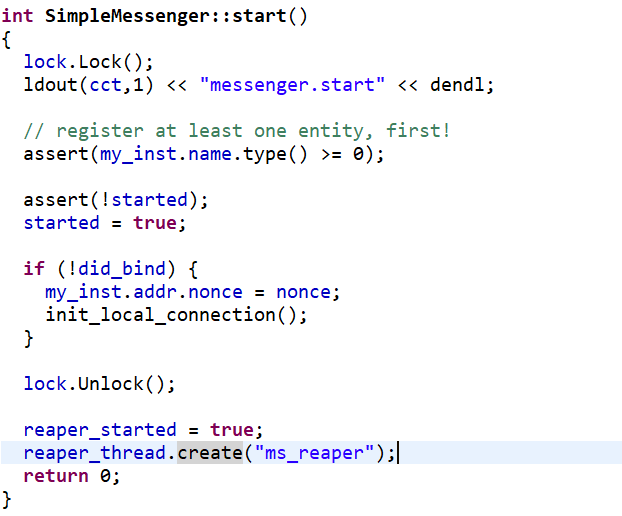 int SimpleMessenger::start()
{
  lock.Lock();
  ldout(cct,1) << "messenger.start" << dendl;

  // register at least one entity, first!
  assert(my_inst.name.type() >= 0);

  assert(!started);
  started = true;

  if (!did_bind) {
    my_inst.addr.nonce = nonce;
    init_local_connection();
  }

  lock.Unlock();

  reaper_started = true;
  reaper_thread.create("ms_reaper");
  return 0;
}